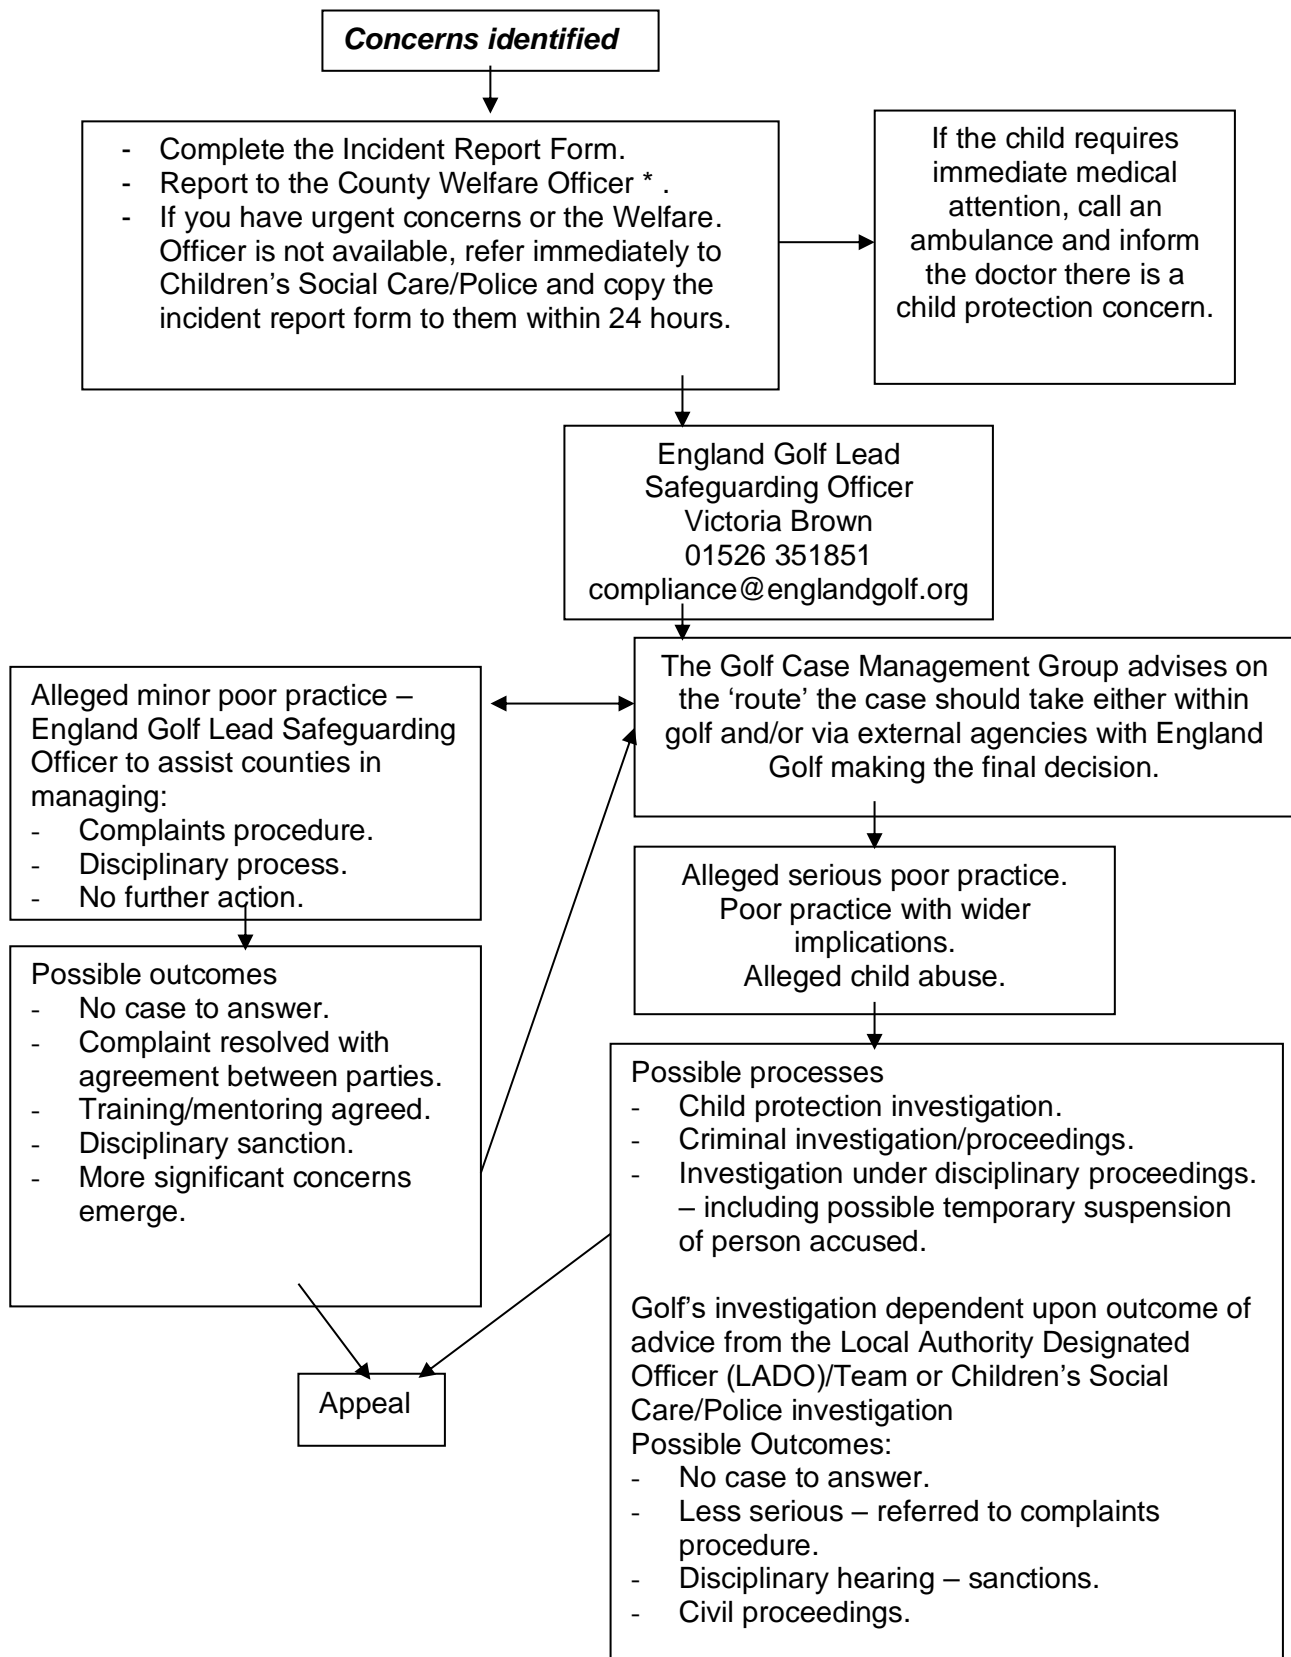 Concerns identified
- Complete the Incident Report Form.
- Report to the County Welfare Officer * .
- If you have urgent concerns or the Welfare.
Officer is not available, refer immediately to
Children’s Social Care/Police and copy the
incident report form to them within 24 hours.
If the child requires
immediate medical
attention, call an
ambulance and inform
the doctor there is a
child protection concern.
England Golf Lead
Safeguarding Officer
Victoria Brown
01526 351851
compliance@englandgolf.org
The Golf Case Management Group advises on
the ‘route’ the case should take either within
golf and/or via external agencies with England
Golf making the final decision.
Alleged minor poor practice –
England Golf Lead Safeguarding
Officer to assist counties in
managing:
- Complaints procedure.
- Disciplinary process.
- No further action.
Alleged serious poor practice.
Poor practice with wider
implications.
Alleged child abuse.
Possible outcomes
- No case to answer.
- Complaint resolved with
agreement between parties.
- Training/mentoring agreed.
- Disciplinary sanction.
- More significant concerns
emerge.
Possible processes
- Child protection investigation.
- Criminal investigation/proceedings.
- Investigation under disciplinary proceedings.
– including possible temporary suspension
of person accused.
Golf’s investigation dependent upon outcome of
advice from the Local Authority Designated
Officer (LADO)/Team or Children’s Social
Care/Police investigation
Possible Outcomes:
- No case to answer.
- Less serious – referred to complaints
procedure.
- Disciplinary hearing – sanctions.
- Civil proceedings.
Appeal